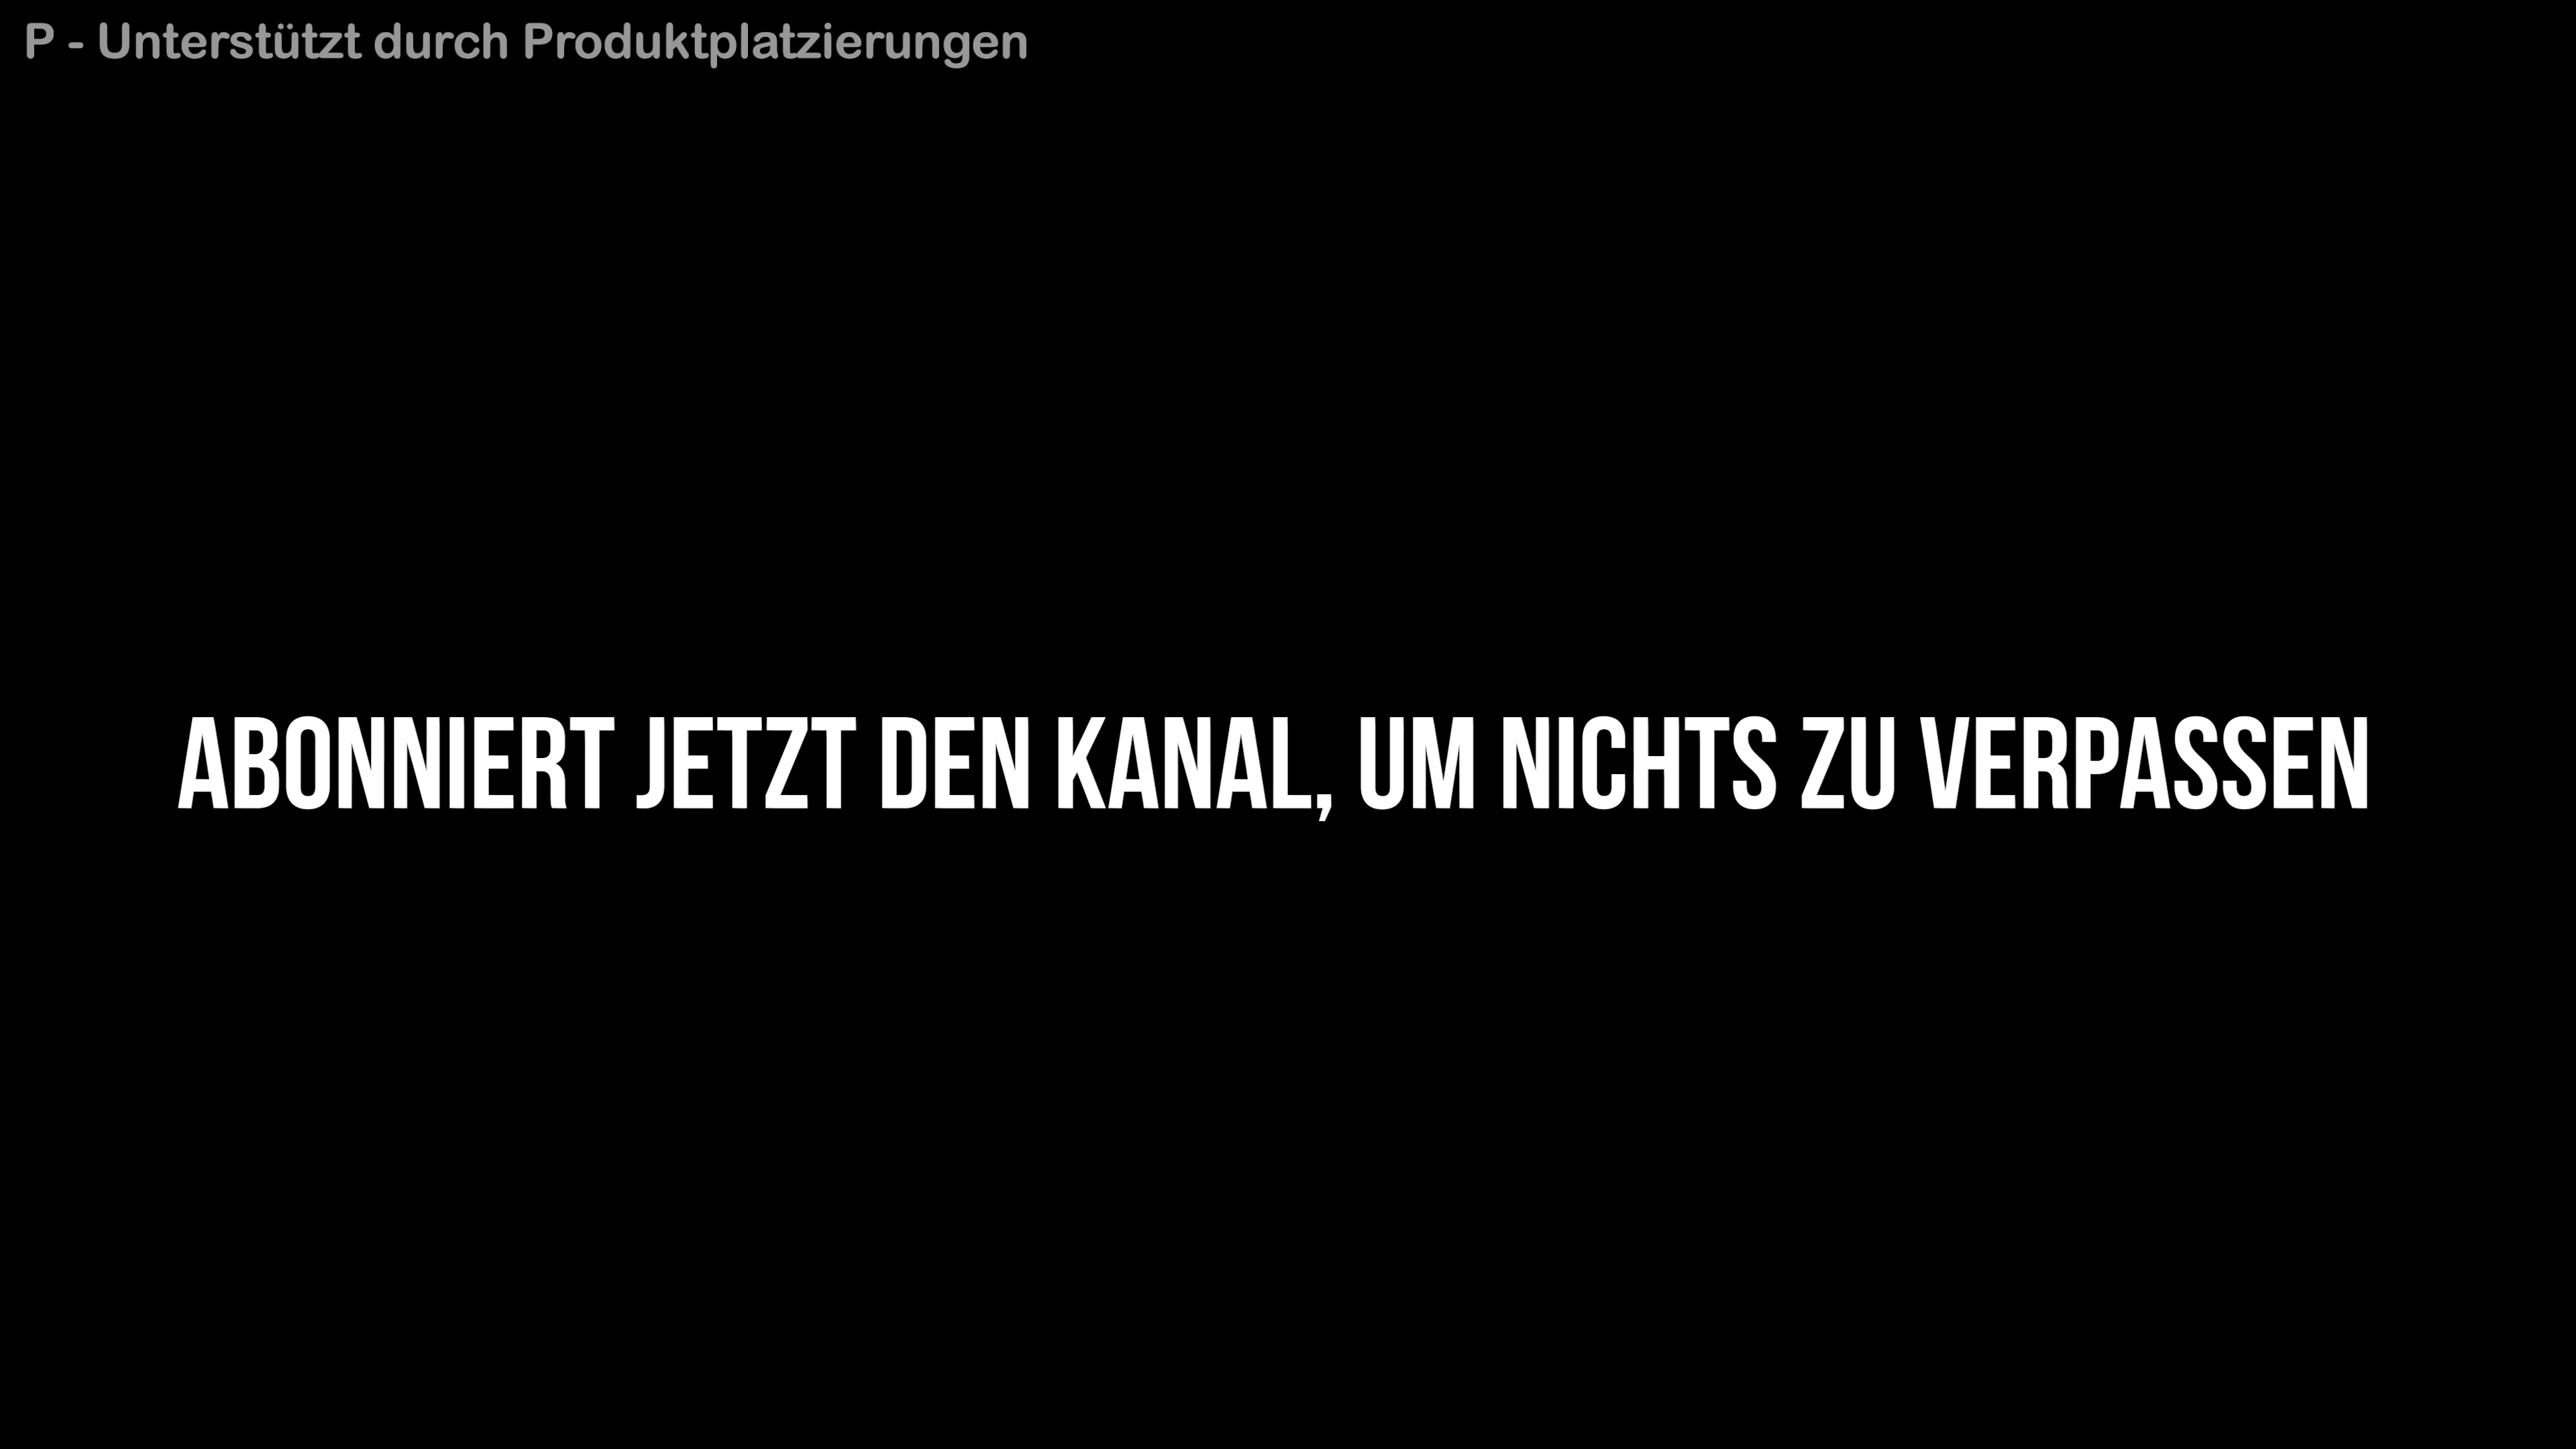 P - Unterstützt durch Produktplatzierungen
ABONNIERT JETZT DEN KANAL, UM NICHTS ZU VERPASSEN